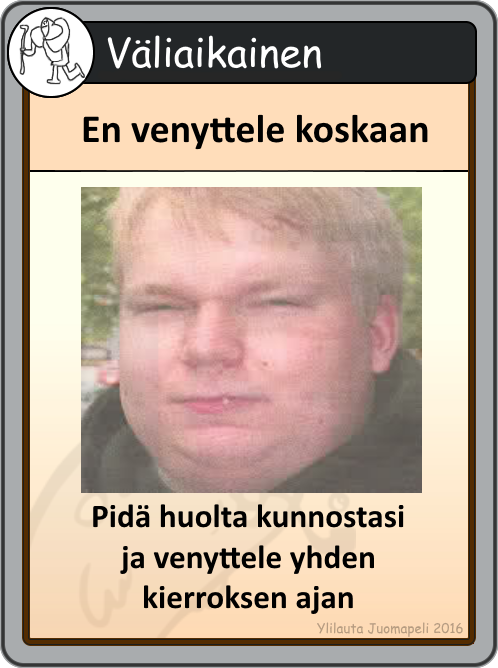 Väliaikainen
En venyttele koskaan
Pidä huolta kunnostasi
ja venyttele yhden
kierroksen ajan
Ylilauta Juomapeli 2016